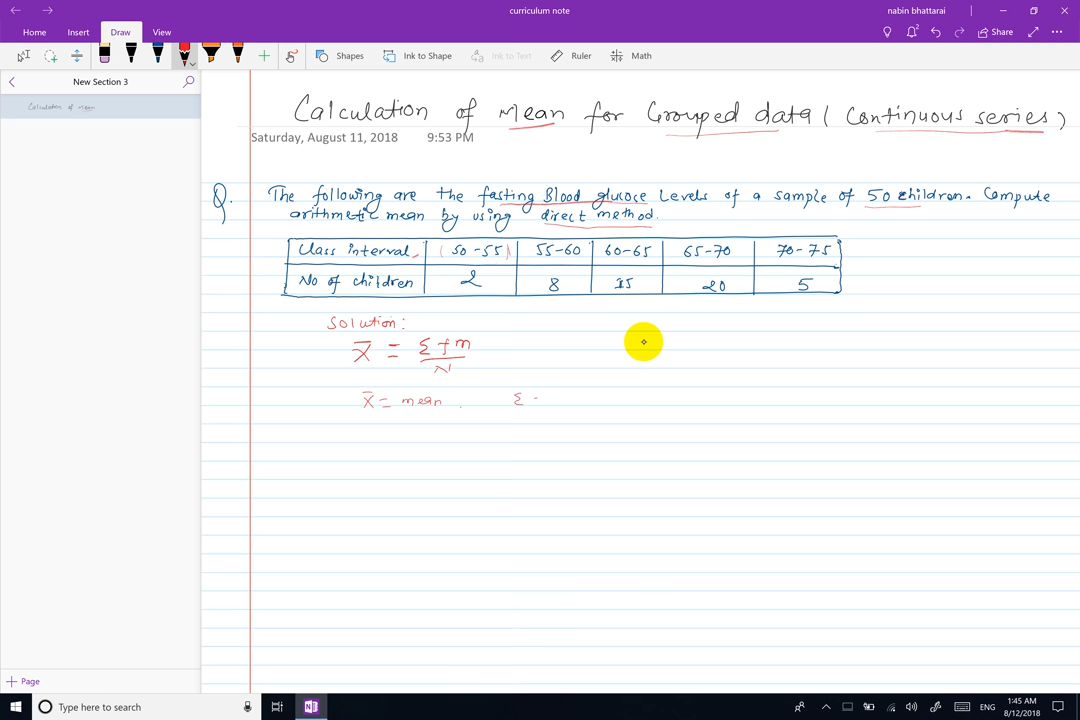 curriculum note
nabin bhattarai
Home Insert Draw View
Share
Shapes Ink to Shape Ink to Text Ruler Math
New Section 3
Calculation of mean
Calculation of Mean for Grouped data ( Continuous series )
Saturday, August 11, 2018 9:53 PM
Q. The following are the fasting Blood glucose Levels of a sample of 50 children. Compute
arithmetic mean by using direct method.
Class interval (50-55) 55-60 60-65 65-70 70-75
No of children 2 8 15 20 5
Solution:
x̄ = Σfm
N
x̄ = mean. Σ -
+ Page
Type here to search
ENG
1:45 AM
8/12/2018